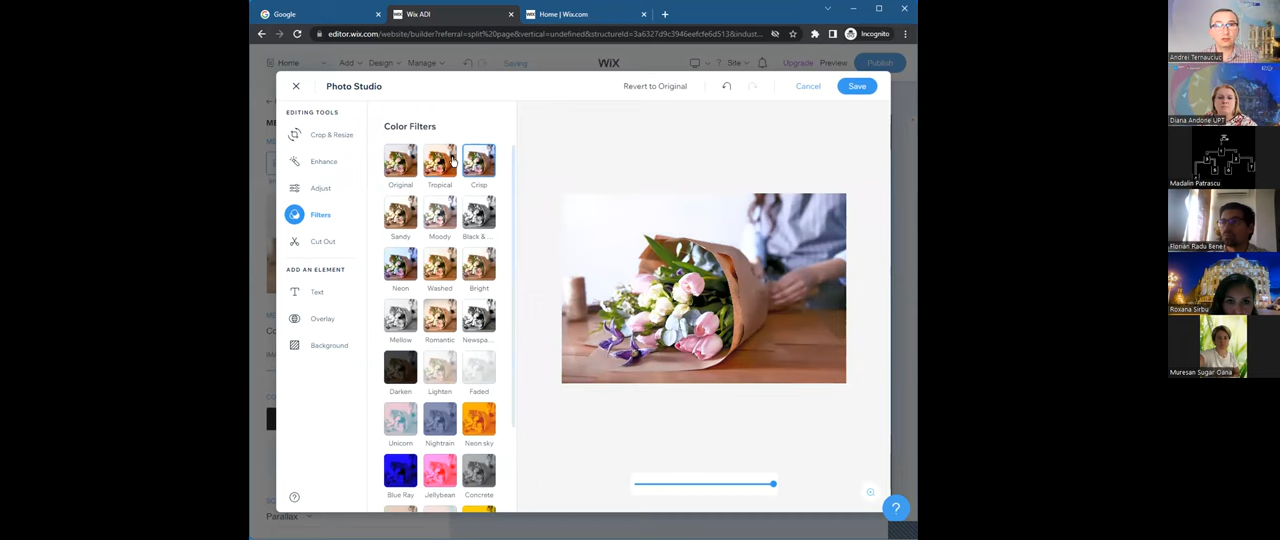 Google
Wix ADI
Home | Wix.com
editor.wix.com/website/builder?referral=split%20page&vertical=undefined&structureId=3a6327d9c3946eefcfe6d513&indust...
Incognito
Home
Add
Design
Manage
Saving
WiX
Site
Upgrade
Preview
Publish
Photo Studio
Revert to Original
Cancel
Save
EDITING TOOLS
Crop & Resize
Enhance
Adjust
Filters
Cut Out
ADD AN ELEMENT
Text
Overlay
Background
Color Filters
Original
Tropical
Crisp
Sandy
Moody
Black & ...
Neon
Washed
Bright
Mellow
Romantic
Newspa...
Darken
Lighten
Faded
Unicorn
Nightrain
Neon sky
Blue Ray
Jellybean
Concrete
Parallax
Andrei Ternauciuc
Diana Andone UPT
Madalin Patrascu
Florian Radu Benea
Roxana Sirbu
Muresan Sugar Oana